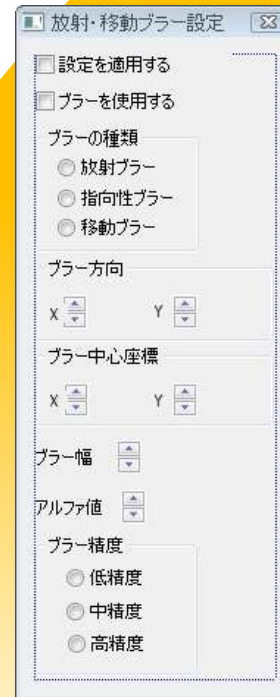 放射・移動ブラー設定
設定を適用する
ブラーを使用する
ブラーの種類
放射ブラー
指向性ブラー
移動ブラー
ブラー方向
X Y
ブラー中心座標
X Y
ブラー幅
アルファ値
ブラー精度
低精度
中精度
高精度